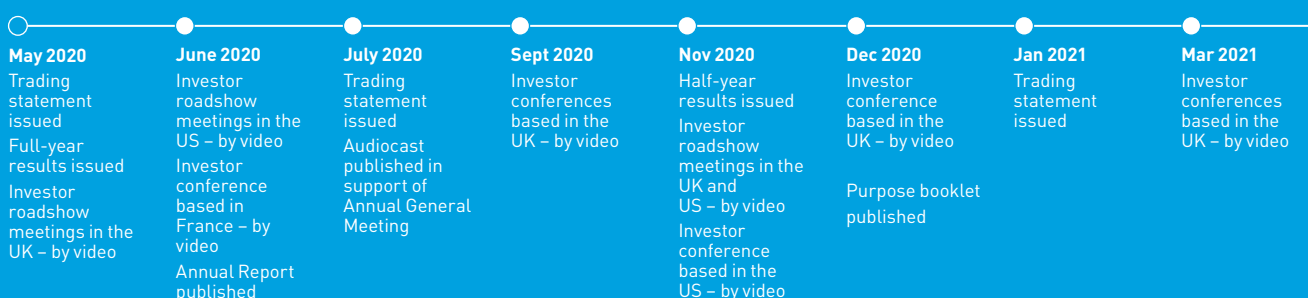 May 2020
Trading
statement
issued
Full-year
results issued
Investor
roadshow
meetings in the
UK – by video
June 2020
Investor
roadshow
meetings in the
US – by video
Investor
conference
based in
France – by
video
Annual Report
published
July 2020
Trading
statement
issued
Audiocast
published in
support of
Annual General
Meeting
Sept 2020
Investor
conferences
based in the
UK – by video
Nov 2020
Half-year
results issued
Investor
roadshow
meetings in the
UK and
US – by video
Investor
conference
based in the
US – by video
Dec 2020
Investor
conference
based in the
UK – by video
Purpose booklet
published
Jan 2021
Trading
statement
issued
Mar 2021
Investor
conferences
based in the
UK – by video